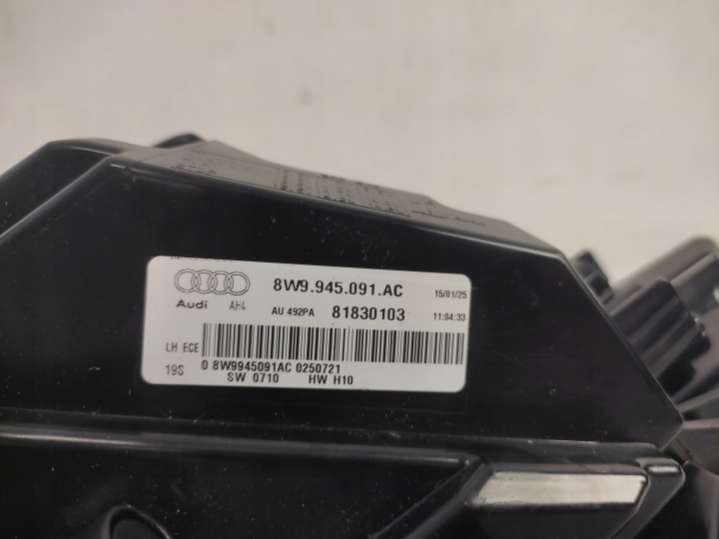 8W9.945.091.AC 15/01/25
Audi AH4 AU 492PA 81830103 11:04:33
LH ECE
19S 0 8W9945091AC 0250721
SW 0710 HW H10